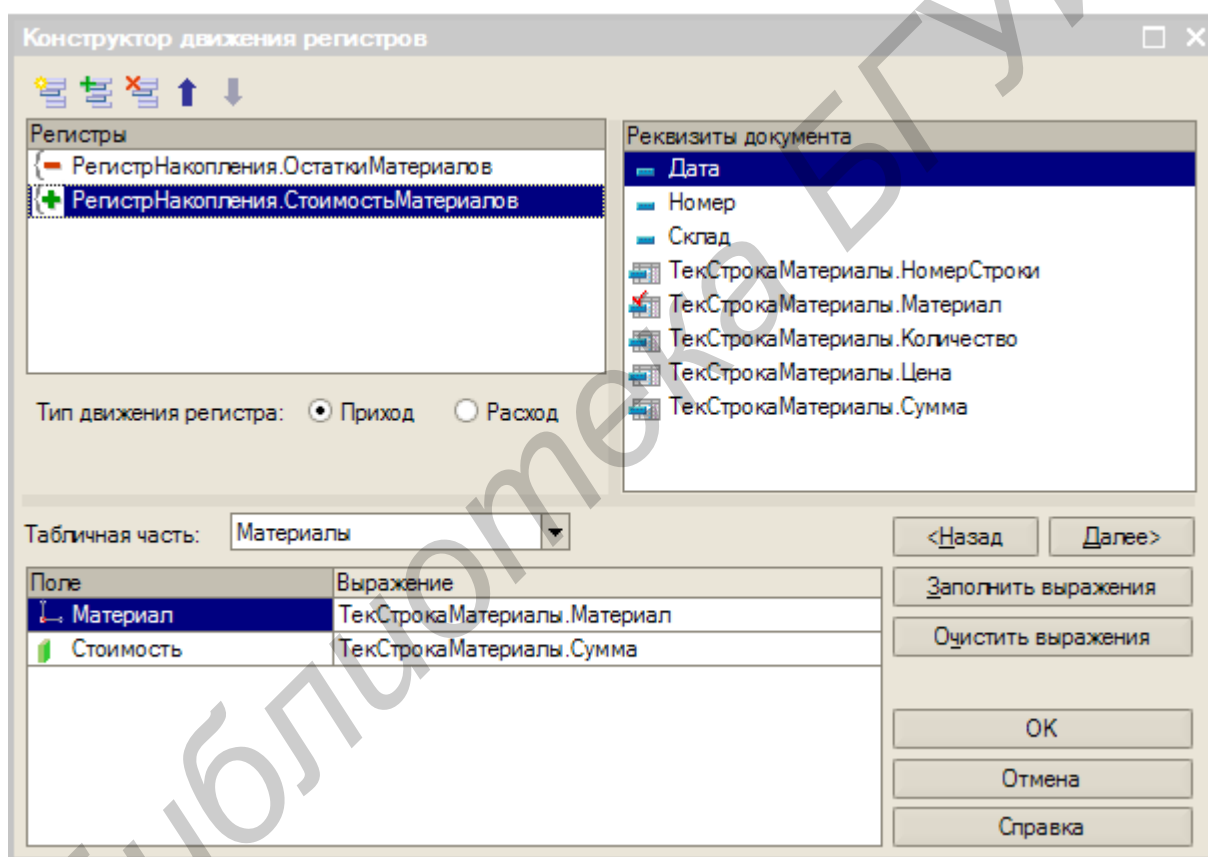 Конструктор движения регистров
Регистры
РегистрНакопления.ОстаткиМатериалов
РегистрНакопления.СтоимостьМатериалов
Тип движения регистра: Приход Расход
Реквизиты документа
Дата
Номер
Склад
ТекСтрокаМатериалы.НомерСтроки
ТекСтрокаМатериалы.Материал
ТекСтрокаМатериалы.Количество
ТекСтрокаМатериалы.Цена
ТекСтрокаМатериалы.Сумма
Табличная часть: Материалы
<Назад Далее>
Поле Выражение
Материал ТекСтрокаМатериалы.Материал
Стоимость ТекСтрокаМатериалы.Сумма
Заполнить выражения
Очистить выражения
OK
Отмена
Справка